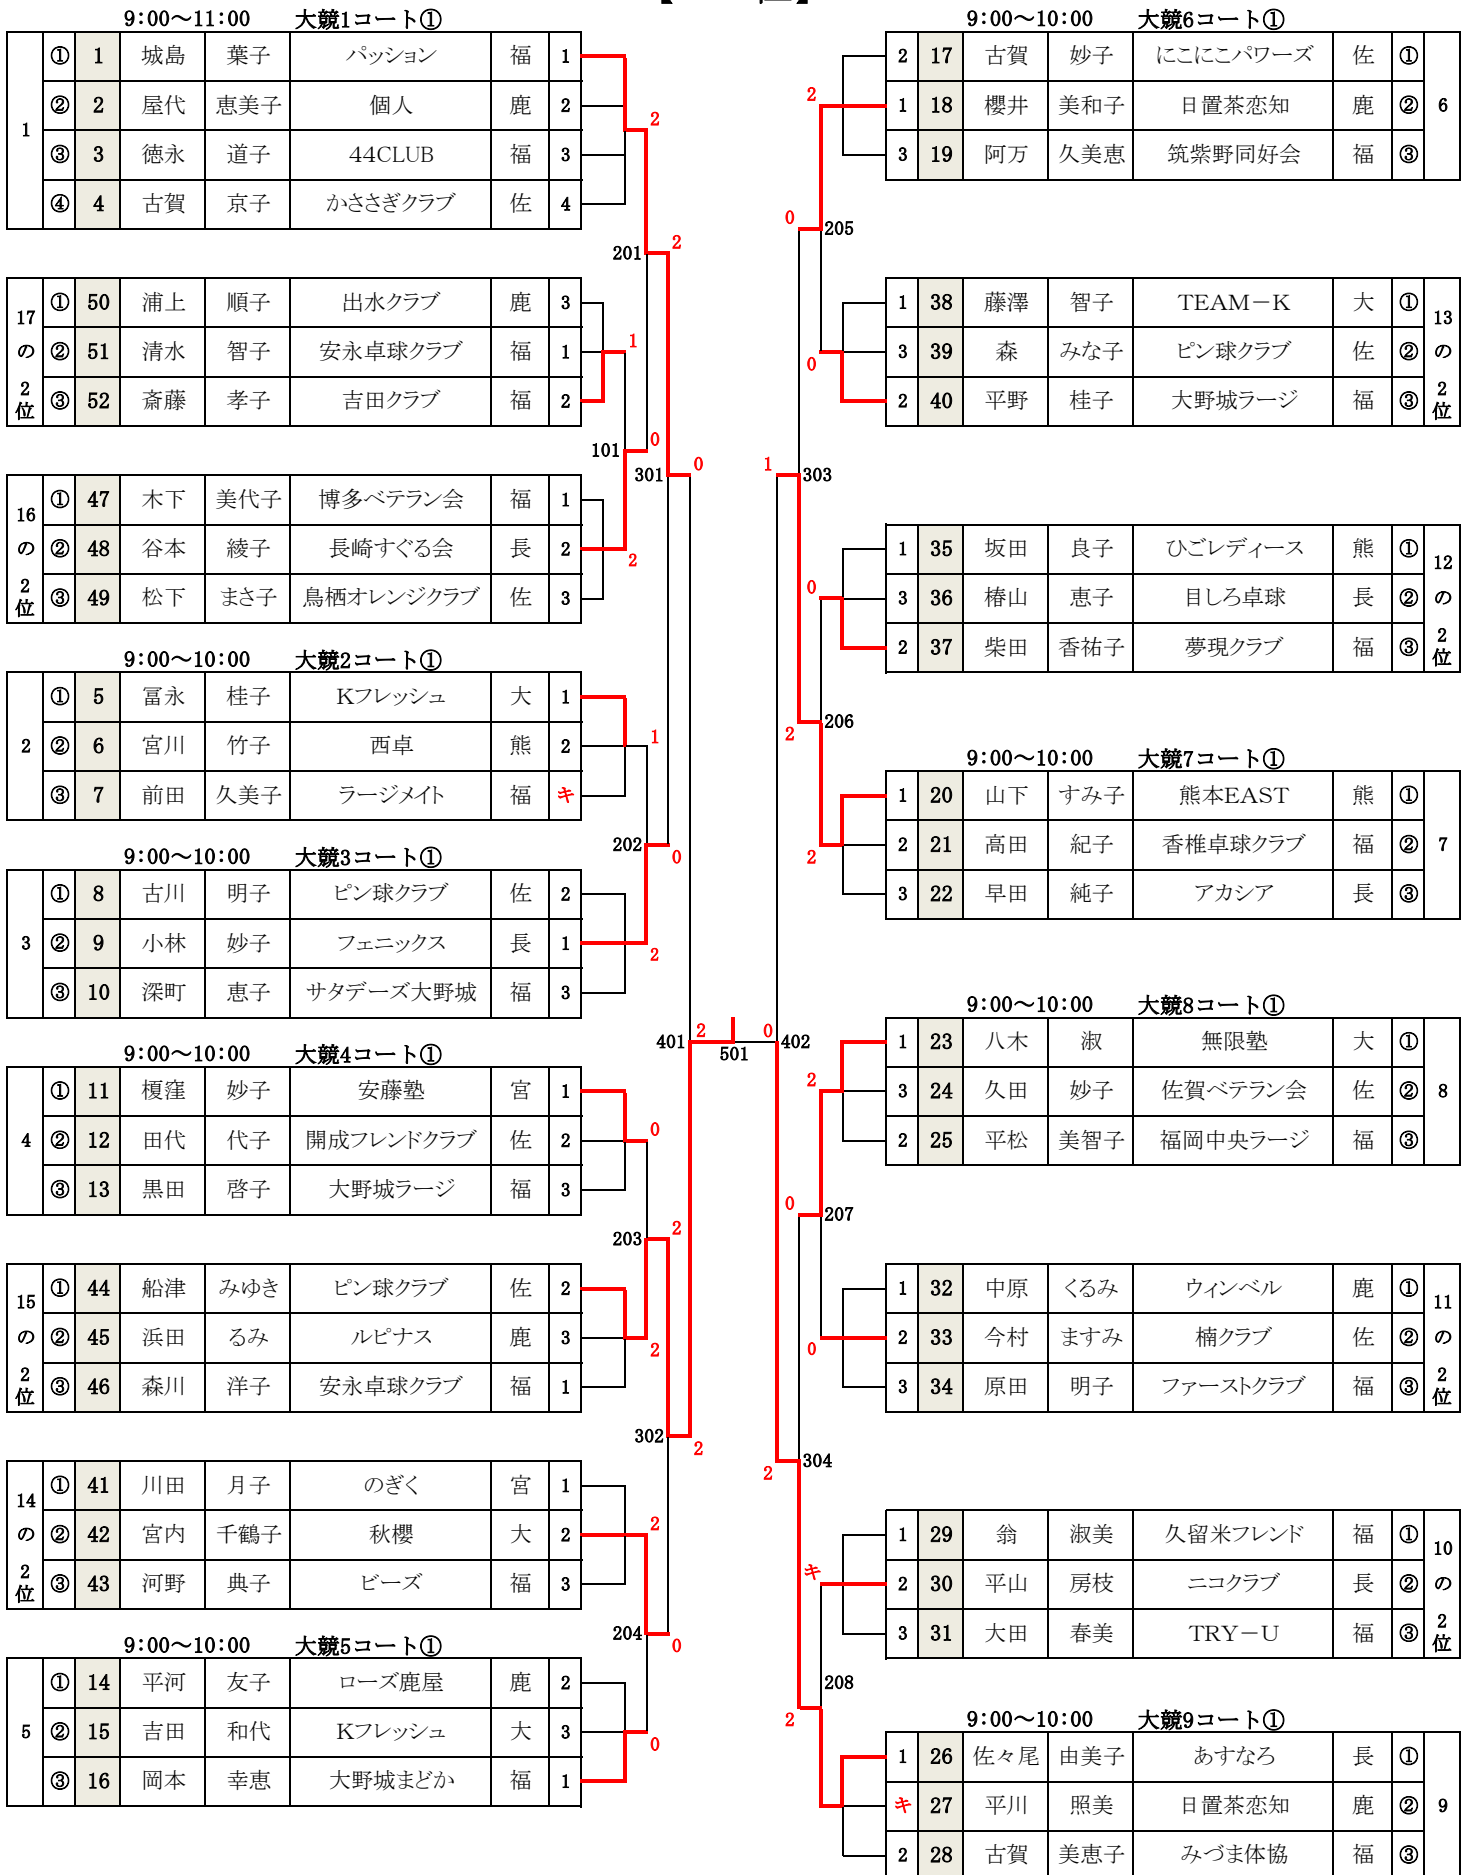 9:00～11:00 大競1コート①
1
① 1 城島 葉子 パッション 福 1
② 2 屋代 恵美子 個人 鹿 2
③ 3 徳永 道子 44CLUB 福 3
④ 4 古賀 京子 かささぎクラブ 佐 4
2
201
2
17の2位
① 50 浦上 順子 出水クラブ 鹿 3
② 51 清水 智子 安永卓球クラブ 福 1
③ 52 斎藤 孝子 吉田クラブ 福 2
1
101
0
301
0
16の2位
① 47 木下 美代子 博多ベテラン会 福 1
② 48 谷本 綾子 長崎すぐる会 長 2
③ 49 松下 まさ子 鳥栖オレンジクラブ 佐 3
2
9:00～10:00 大競2コート①
2
① 5 冨永 桂子 Kフレッシュ 大 1
② 6 宮川 竹子 西卓 熊 2
③ 7 前田 久美子 ラージメイト 福 キ
1
202
0
9:00～10:00 大競3コート①
3
① 8 古川 明子 ピン球クラブ 佐 2
② 9 小林 妙子 フェニックス 長 1
③ 10 深町 恵子 サタデーズ大野城 福 3
2
401
2
501
0
402
9:00～10:00 大競4コート①
4
① 11 榎窪 妙子 安藤塾 宮 1
② 12 田代 代子 開成フレンドクラブ 佐 2
③ 13 黒田 啓子 大野城ラージ 福 3
0
203
2
15の2位
① 44 船津 みゆき ピン球クラブ 佐 2
② 45 浜田 るみ ルピナス 鹿 3
③ 46 森川 洋子 安永卓球クラブ 福 1
2
302
2
14の2位
① 41 川田 月子 のぎく 宮 1
② 42 宮内 千鶴子 秋櫻 大 2
③ 43 河野 典子 ビーズ 福 3
2
204
0
9:00～10:00 大競5コート①
5
① 14 平河 友子 ローズ鹿屋 鹿 2
② 15 吉田 和代 Kフレッシュ 大 3
③ 16 岡本 幸恵 大野城まどか 福 1
0
9:00～10:00 大競6コート①
2 17 古賀 妙子 にこにこパワーズ 佐 ①
1 18 櫻井 美和子 日置茶恋知 鹿 ②
3 19 阿万 久美恵 筑紫野同好会 福 ③
6
2
0
205
1 38 藤澤 智子 TEAM－K 大 ①
3 39 森 みな子 ピン球クラブ 佐 ②
2 40 平野 桂子 大野城ラージ 福 ③
13の2位
0
1
303
1 35 坂田 良子 ひごレディース 熊 ①
3 36 椿山 恵子 目しろ卓球 長 ②
2 37 柴田 香祐子 夢現クラブ 福 ③
12の2位
0
2
206
9:00～10:00 大競7コート①
1 20 山下 すみ子 熊本EAST 熊 ①
2 21 高田 紀子 香椎卓球クラブ 福 ②
3 22 早田 純子 アカシア 長 ③
7
2
9:00～10:00 大競8コート①
1 23 八木 淑 無限塾 大 ①
3 24 久田 妙子 佐賀ベテラン会 佐 ②
2 25 平松 美智子 福岡中央ラージ 福 ③
8
2
0
207
1 32 中原 くるみ ウィンベル 鹿 ①
2 33 今村 ますみ 楠クラブ 佐 ②
3 34 原田 明子 ファーストクラブ 福 ③
11の2位
0
2
304
1 29 翁 淑美 久留米フレンド 福 ①
2 30 平山 房枝 ニコクラブ 長 ②
3 31 大田 春美 TRY－U 福 ③
10の2位
キ
208
2
9:00～10:00 大競9コート①
1 26 佐々尾 由美子 あすなろ 長 ①
キ 27 平川 照美 日置茶恋知 鹿 ②
2 28 古賀 美恵子 みづま体協 福 ③
9